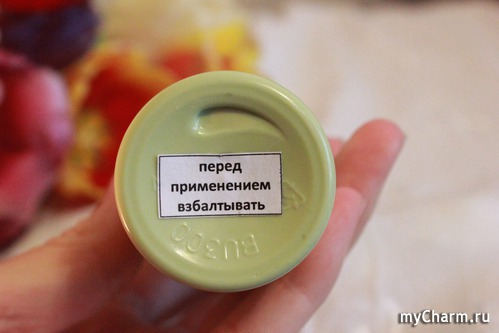 перед
применением
взбалтывать
BU300
myCharm.ru